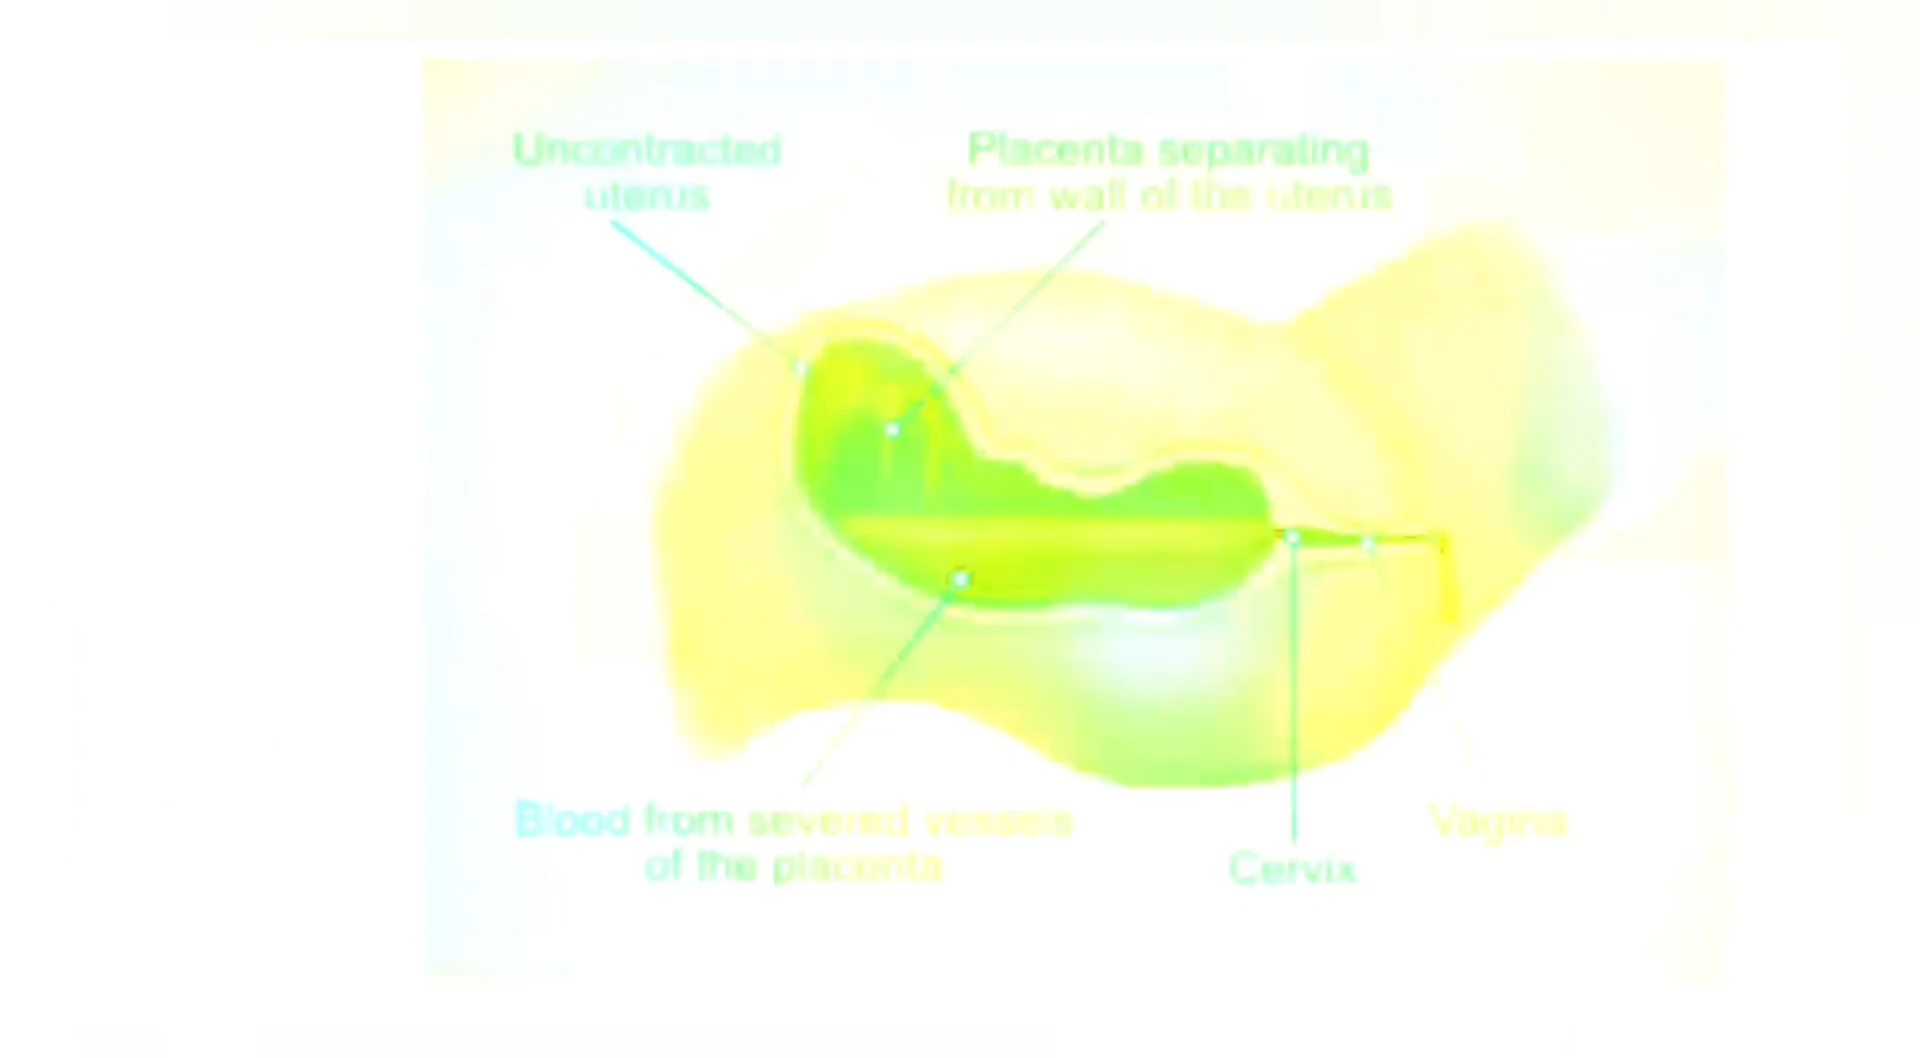 Uncontracted
uterus
Placenta separating
from wall of the uterus
Blood from severed vessels
of the placenta
Cervix
Vagina